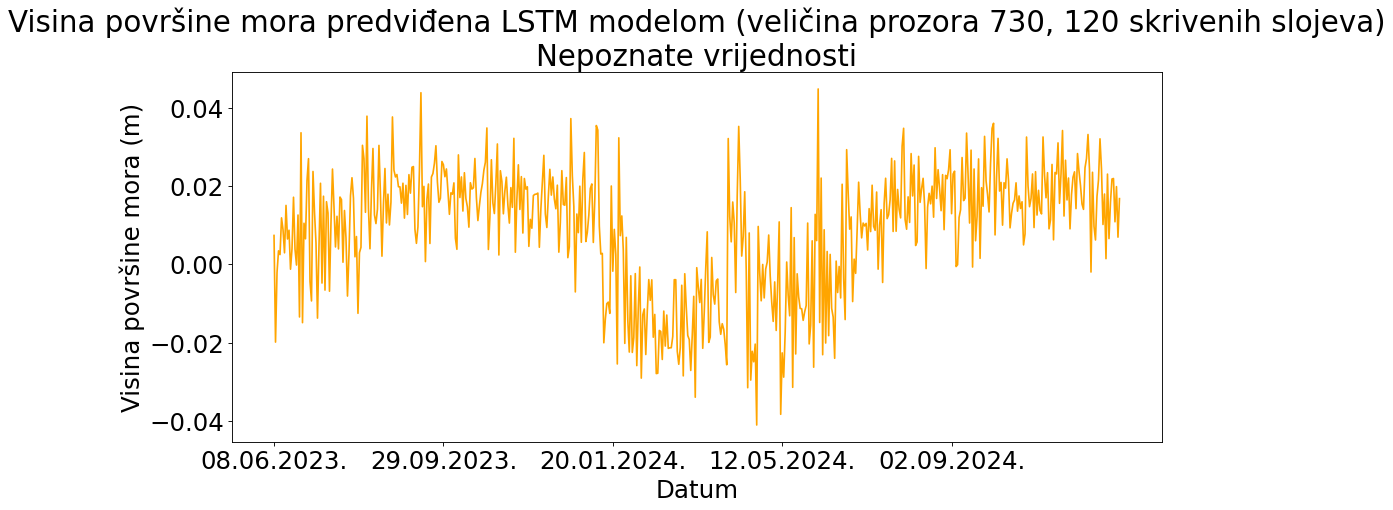 Visina površine mora predviđena LSTM modelom (veličina prozora 730, 120 skrivenih slojeva)
Nepoznate vrijednosti
Visina površine mora (m)
0.04
0.02
0.00
−0.02
−0.04
08.06.2023. 29.09.2023. 20.01.2024. 12.05.2024. 02.09.2024.
Datum